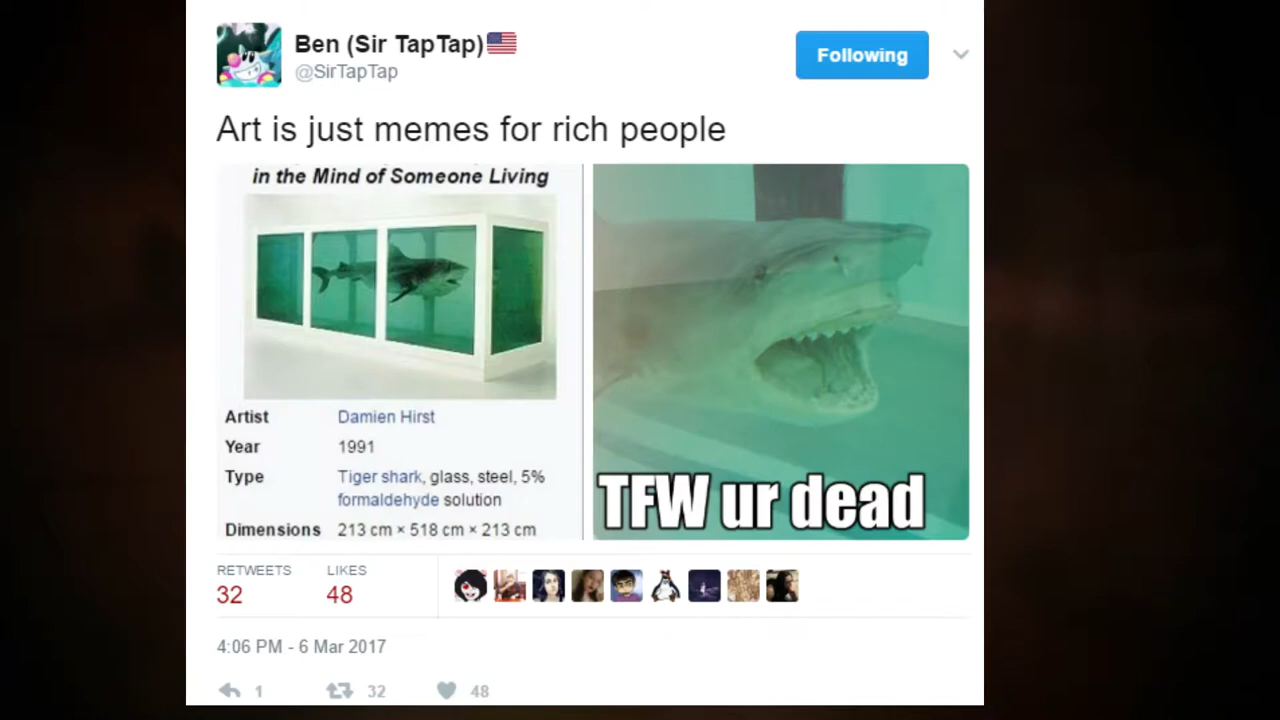 Ben (Sir TapTap)🇺🇸
@SirTapTap
Following
Art is just memes for rich people
in the Mind of Someone Living
Artist Damien Hirst
Year 1991
Type Tiger shark, glass, steel, 5%
formaldehyde solution
Dimensions 213 cm × 518 cm × 213 cm
TFW ur dead
RETWEETS LIKES
32 48
4:06 PM - 6 Mar 2017
1 32 48